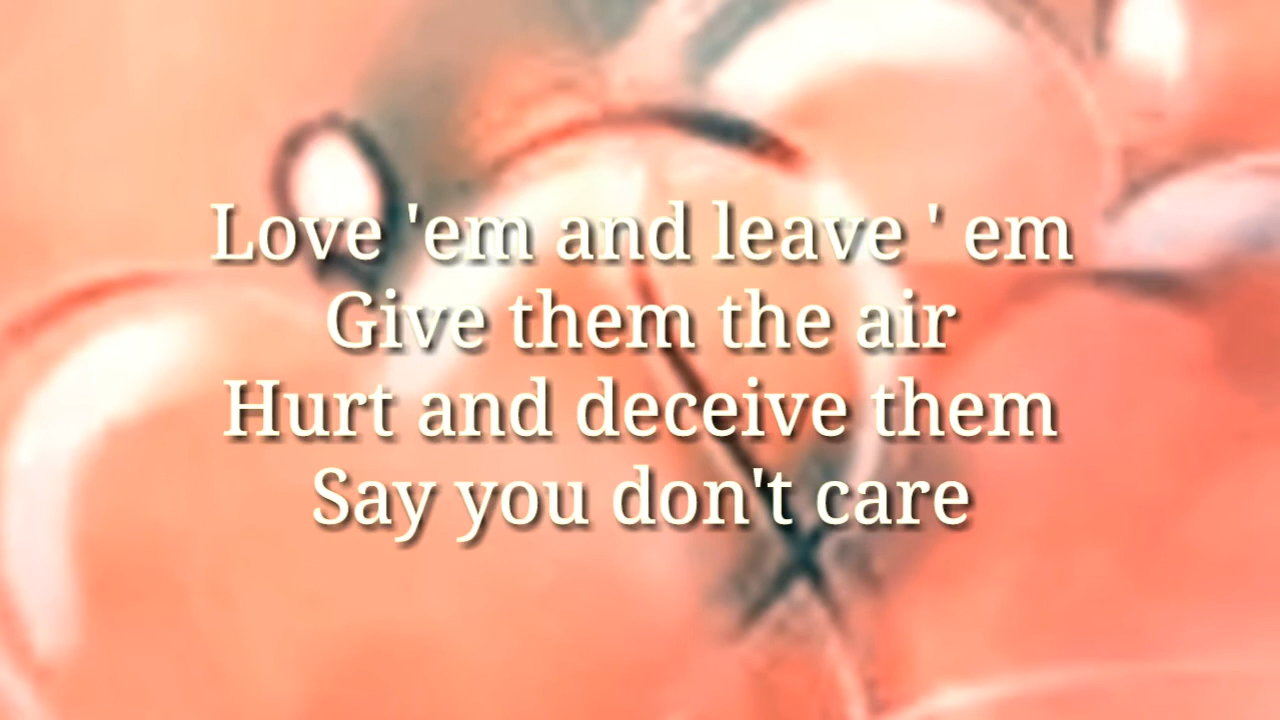 Love 'em and leave ' em
Give them the air
Hurt and deceive them
Say you don't care